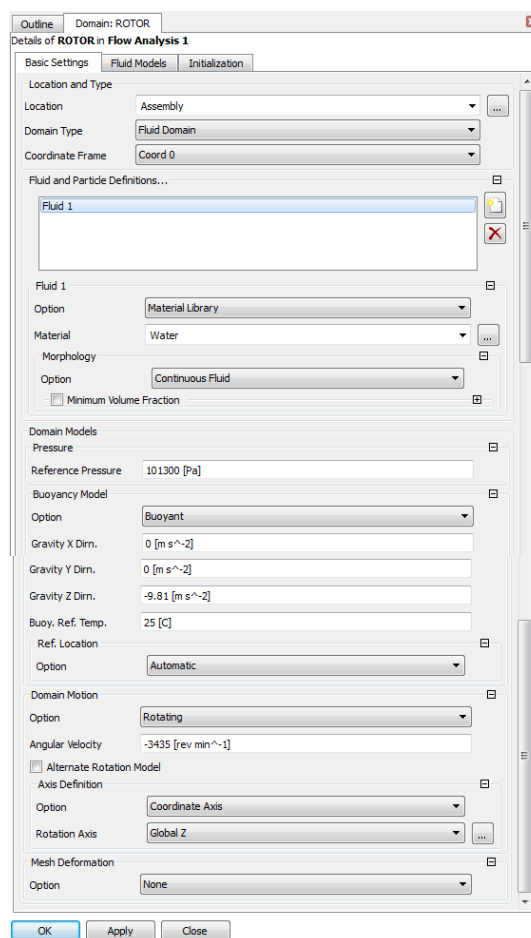 Outline Domain: ROTOR
Details of ROTOR in Flow Analysis 1
Basic Settings Fluid Models Initialization
Location and Type
Location Assembly ...
Domain Type Fluid Domain
Coordinate Frame Coord 0
Fluid and Particle Definitions...
Fluid 1
Fluid 1
Option Material Library
Material Water ...
Morphology
Option Continuous Fluid
Minimum Volume Fraction
Domain Models
Pressure
Reference Pressure 101300 [Pa]
Buoyancy Model
Option Buoyant
Gravity X Dirn. 0 [m s^-2]
Gravity Y Dirn. 0 [m s^-2]
Gravity Z Dirn. -9.81 [m s^-2]
Buoy. Ref. Temp. 25 [C]
Ref. Location
Option Automatic
Domain Motion
Option Rotating
Angular Velocity -3435 [rev min^-1]
Alternate Rotation Model
Axis Definition
Option Coordinate Axis
Rotation Axis Global Z ...
Mesh Deformation
Option None
OK Apply Close